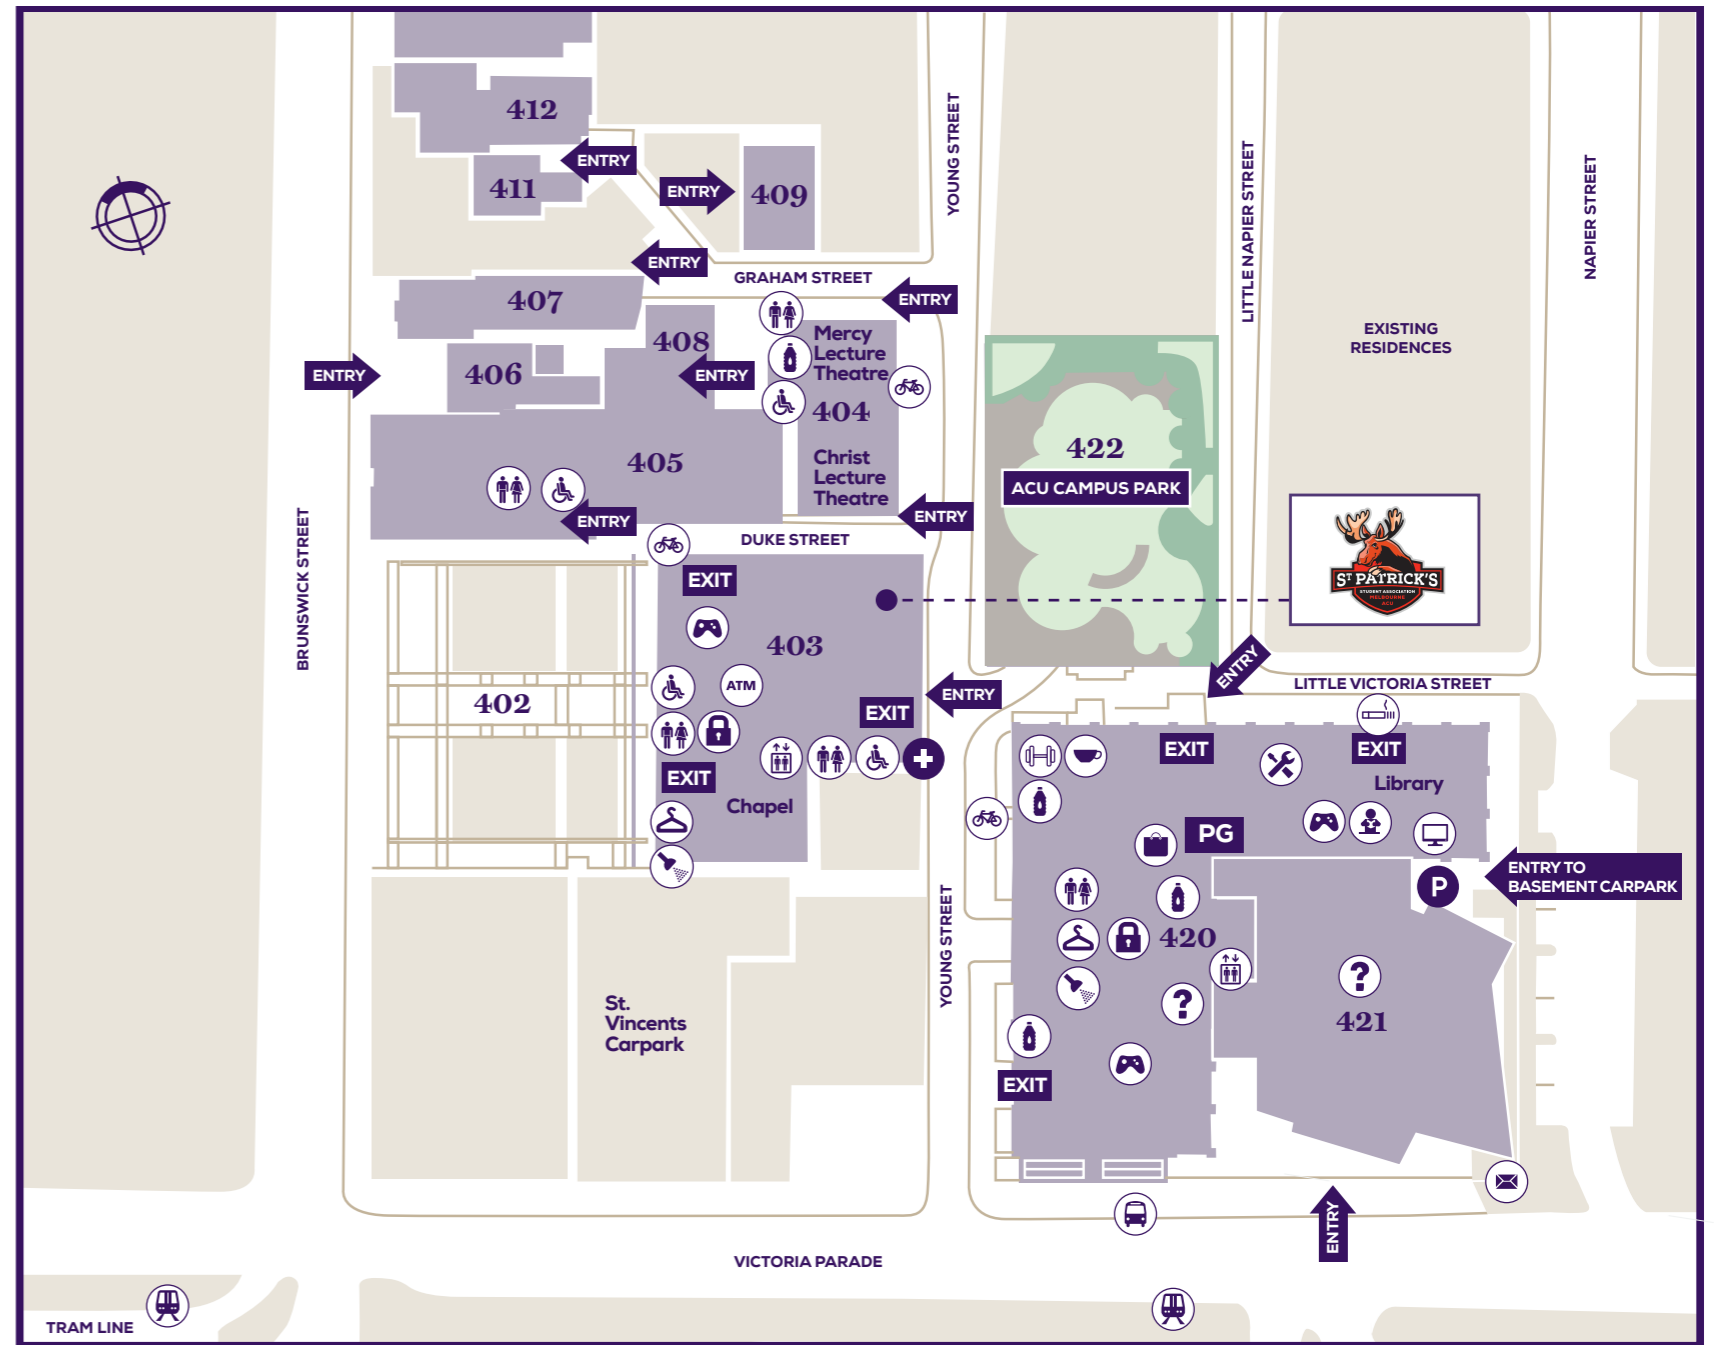 412
ENTRY
411
ENTRY
409
YOUNG STREET
LITTLE NAPIER STREET
NAPIER STREET
ENTRY
GRAHAM STREET
ENTRY
407
408
Mercy
Lecture
Theatre
EXISTING
RESIDENCES
ENTRY
406
ENTRY
404
405
Christ
Lecture
Theatre
422
ACU CAMPUS PARK
ENTRY
ENTRY
DUKE STREET
BRUNSWICK STREET
EXIT
ST PATRICK'S
STUDENT ASSOCIATION
MELBOURNE
ACU
403
ATM
402
ENTRY
EXIT
ENTRY
LITTLE VICTORIA STREET
EXIT
Chapel
EXIT
EXIT
Library
PG
ENTRY TO
BASEMENT CARPARK
P
420
YOUNG STREET
St.
Vincents
Carpark
?
?
421
EXIT
ENTRY
VICTORIA PARADE
TRAM LINE